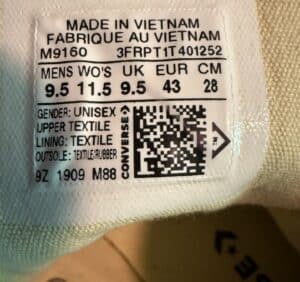 MADE IN VIETNAM
FABRIQUE AU VIETNAM
M9160 3FRPT1T401252
MENS WO'S UK EUR CM
9.5 11.5 9.5 43 28
GENDER: UNISEX
UPPER TEXTILE
LINING: TEXTILE
OUTSOLE: TEXTILE/RUBBER
9Z 1909 M88
CONVERSE